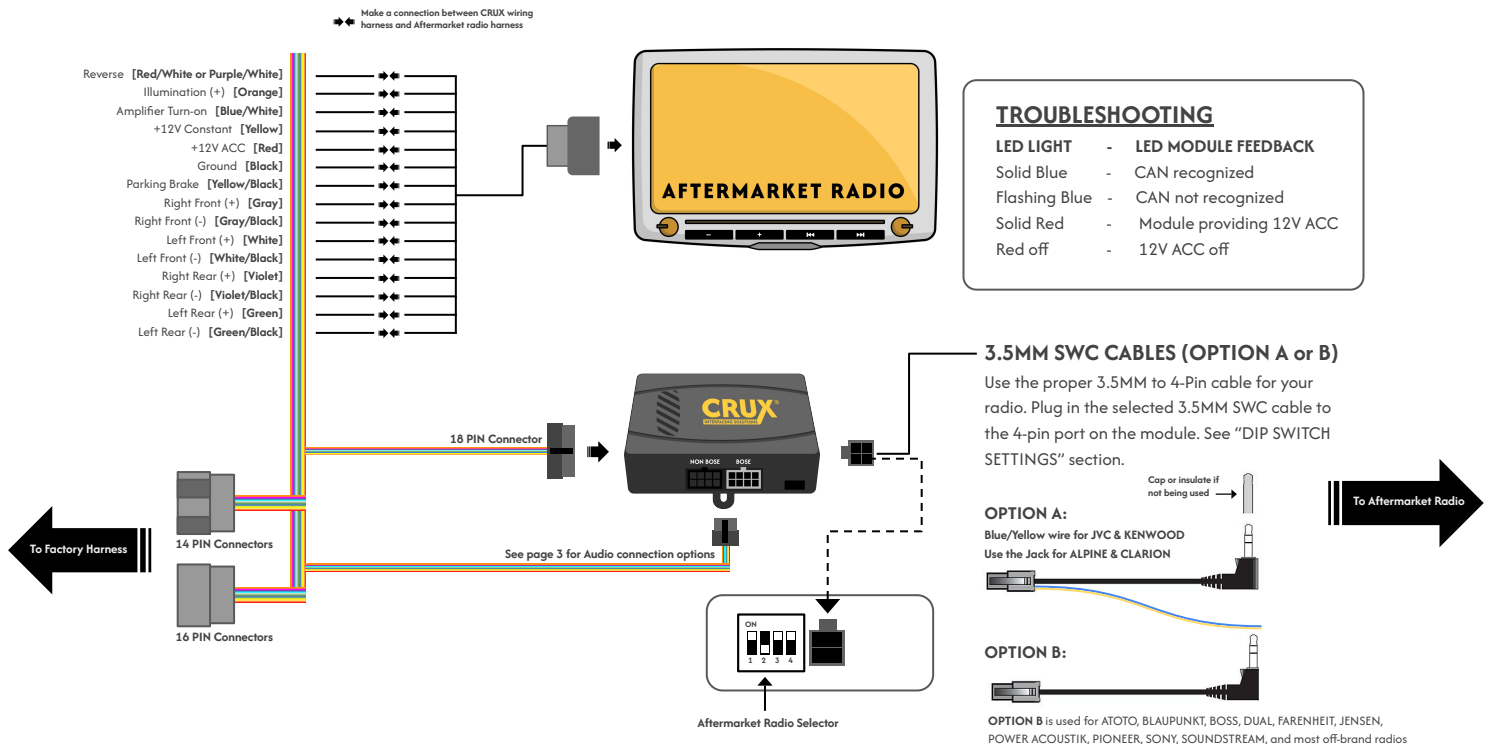 Make a connection between CRUX wiring
harness and Aftermarket radio harness
Reverse [Red/White or Purple/White]
Illumination (+) [Orange]
Amplifier Turn-on [Blue/White]
+12V Constant [Yellow]
+12V ACC [Red]
Ground [Black]
Parking Brake [Yellow/Black]
Right Front (+) [Gray]
Right Front (-) [Gray/Black]
Left Front (+) [White]
Left Front (-) [White/Black]
Right Rear (+) [Violet]
Right Rear (-) [Violet/Black]
Left Rear (+) [Green]
Left Rear (-) [Green/Black]
AFTERMARKET RADIO
TROUBLESHOOTING
LED LIGHT - LED MODULE FEEDBACK
Solid Blue - CAN recognized
Flashing Blue - CAN not recognized
Solid Red - Module providing 12V ACC
Red off - 12V ACC off
18 PIN Connector
CRUX®
INTERFACING SOLUTIONS
NON BOSE BOSE
3.5MM SWC CABLES (OPTION A or B)
Use the proper 3.5MM to 4-Pin cable for your
radio. Plug in the selected 3.5MM SWC cable to
the 4-pin port on the module. See “DIP SWITCH
SETTINGS” section.
Cap or insulate if
not being used
To Factory Harness
14 PIN Connectors
16 PIN Connectors
See page 3 for Audio connection options
ON
1 2 3 4
Aftermarket Radio Selector
OPTION A:
Blue/Yellow wire for JVC & KENWOOD
Use the Jack for ALPINE & CLARION
To Aftermarket Radio
OPTION B:
OPTION B is used for ATOTO, BLAUPUNKT, BOSS, DUAL, FARENHEIT, JENSEN,
POWER ACOUSTIK, PIONEER, SONY, SOUNDSTREAM, and most off-brand radios